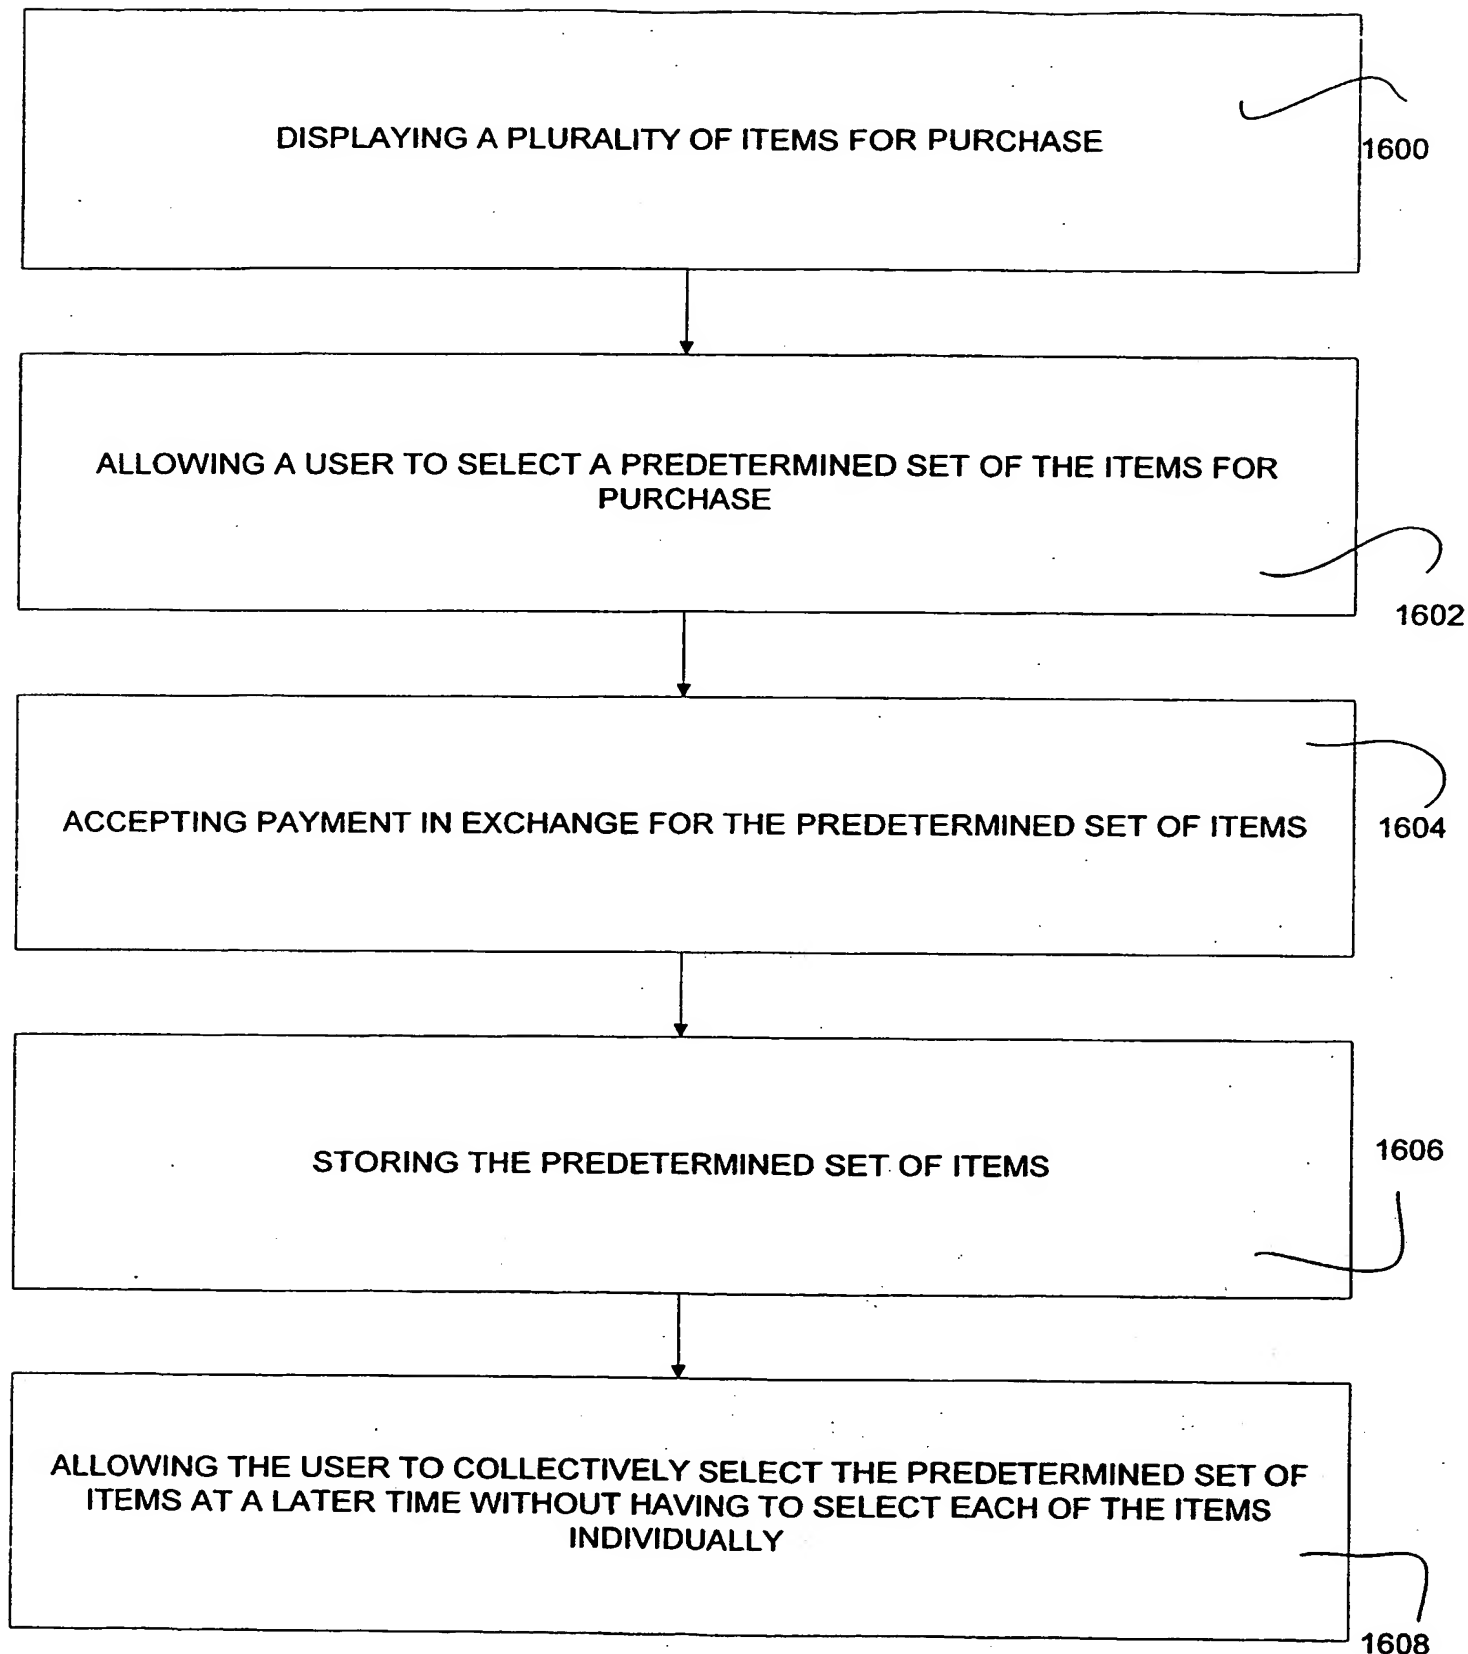 DISPLAYING A PLURALITY OF ITEMS FOR PURCHASE
1600
ALLOWING A USER TO SELECT A PREDETERMINED SET OF THE ITEMS FOR
PURCHASE
1602
ACCEPTING PAYMENT IN EXCHANGE FOR THE PREDETERMINED SET OF ITEMS
1604
STORING THE PREDETERMINED SET OF ITEMS
1606
ALLOWING THE USER TO COLLECTIVELY SELECT THE PREDETERMINED SET OF
ITEMS AT A LATER TIME WITHOUT HAVING TO SELECT EACH OF THE ITEMS
INDIVIDUALLY
1608